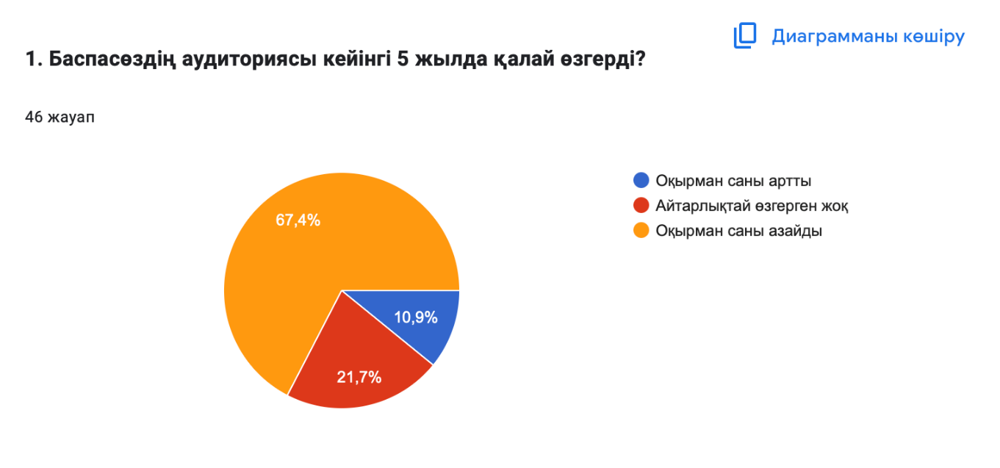 Диаграмманы көшіру
1. Баспасөздің аудиториясы кейінгі 5 жылда қалай өзгерді?
46 жауап
67,4%
10,9%
21,7%
Оқырман саны артты
Айтарлықтай өзгерген жоқ
Оқырман саны азайды